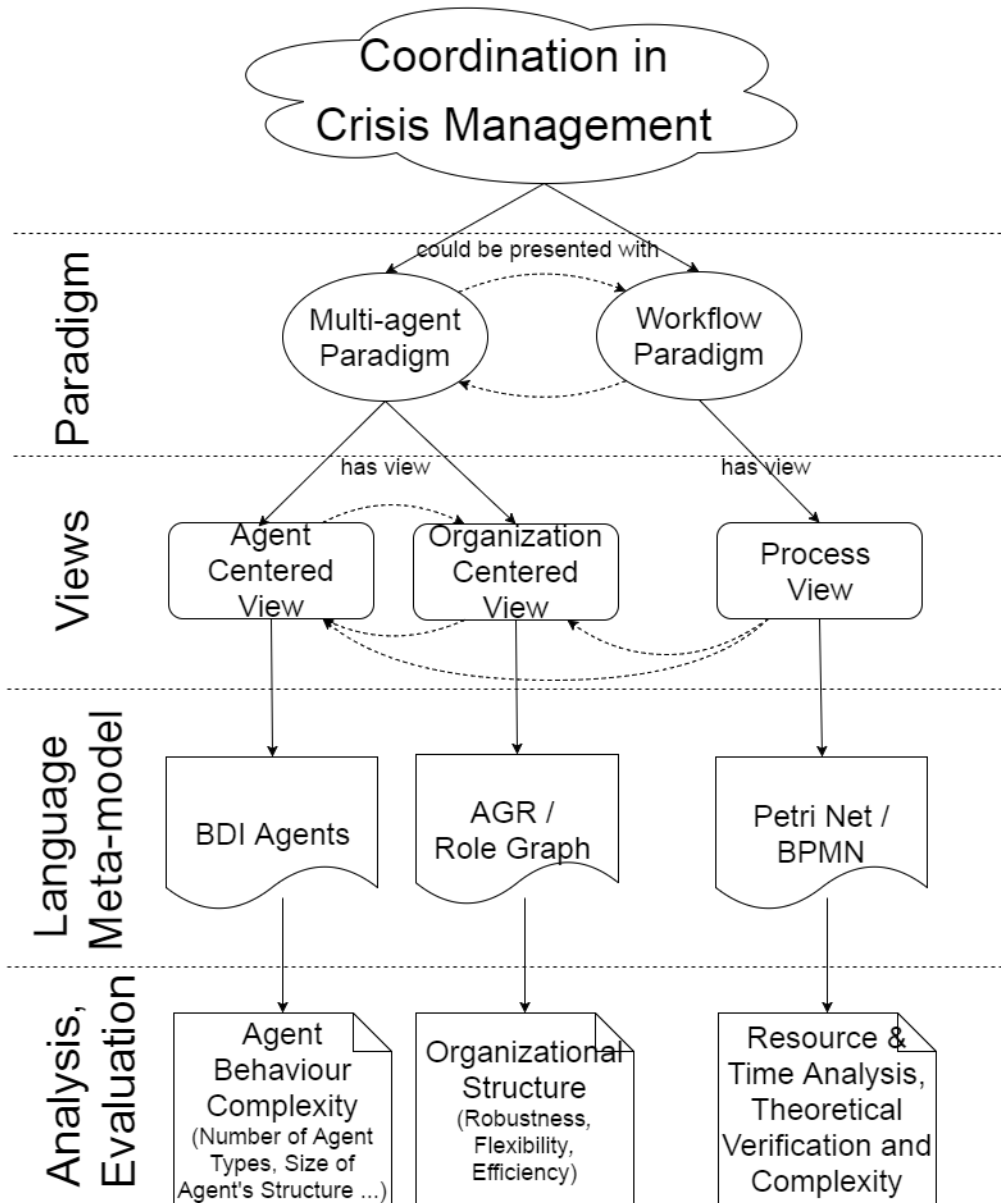 Coordination in
Crisis Management
Paradigm
could be presented with
Multi-agent
Paradigm
Workflow
Paradigm
has view
has view
Views
Agent
Centered
View
Organization
Centered
View
Process
View
Language
Meta-model
BDI Agents
AGR /
Role Graph
Petri Net /
BPMN
Analysis,
Evaluation
Agent
Behaviour
Complexity
(Number of Agent
Types, Size of
Agent's Structure ...)
Organizational
Structure
(Robustness,
Flexibility,
Efficiency)
Resource &
Time Analysis,
Theoretical
Verification and
Complexity